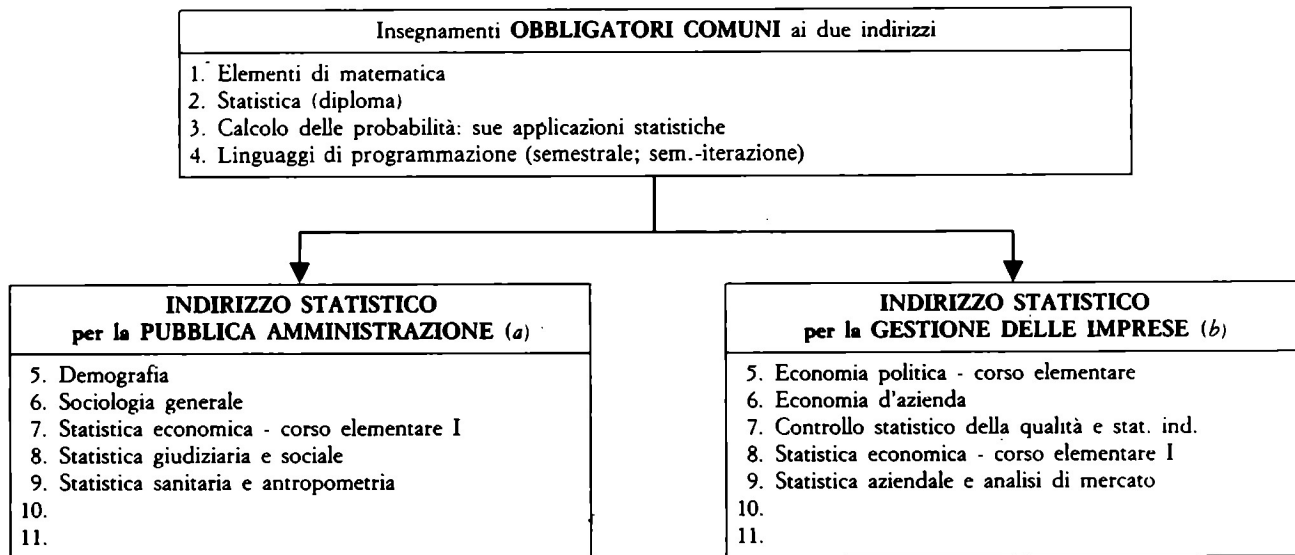 Insegnamenti OBBLIGATORI COMUNI ai due indirizzi
1. Elementi di matematica
2. Statistica (diploma)
3. Calcolo delle probabilità: sue applicazioni statistiche
4. Linguaggi di programmazione (semestrale; sem.-iterazione)
INDIRIZZO STATISTICO
per la PUBBLICA AMMINISTRAZIONE (a)
5. Demografia
6. Sociologia generale
7. Statistica economica - corso elementare I
8. Statistica giudiziaria e sociale
9. Statistica sanitaria e antropometria
10.
11.
INDIRIZZO STATISTICO
per la GESTIONE DELLE IMPRESE (b)
5. Economia politica - corso elementare
6. Economia d'azienda
7. Controllo statistico della qualità e stat. ind.
8. Statistica economica - corso elementare I
9. Statistica aziendale e analisi di mercato
10.
11.